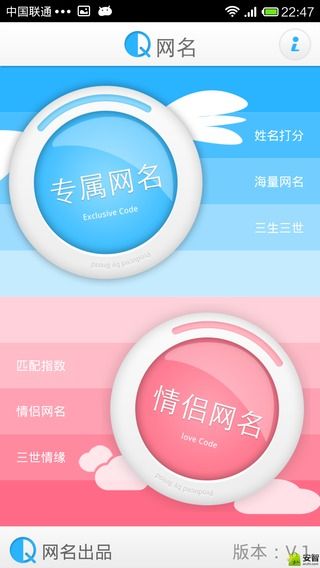 中国联通
22:47
网名
i
姓名打分
专属网名
海量网名
Exclusive Code
三生三世
匹配指数
情侣网名
情侣网名
love Code
三世情缘
网名出品
版本：V 1
安智